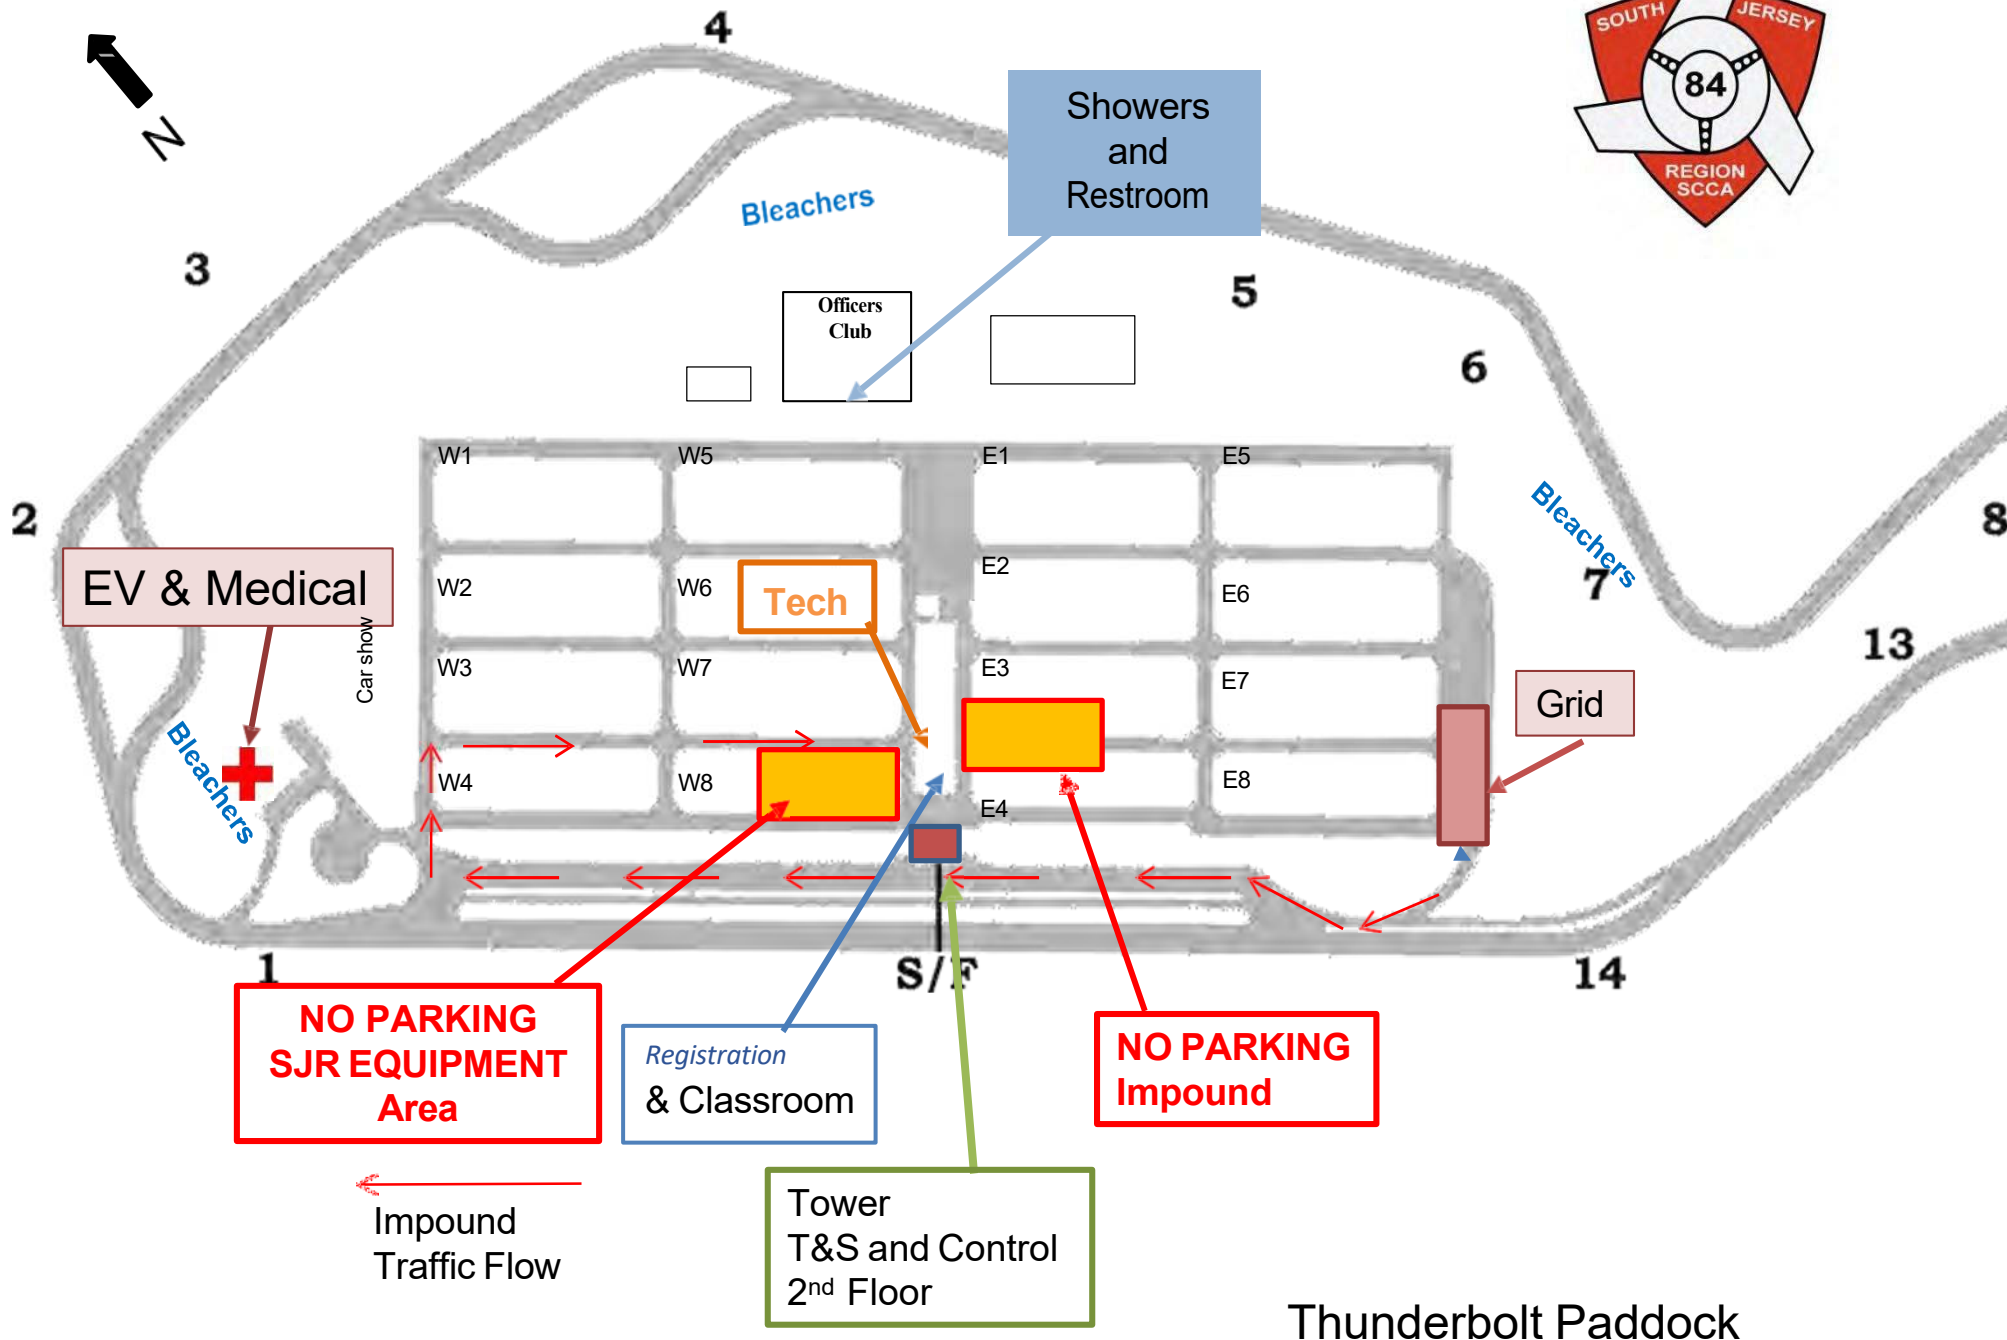 4
SOUTH
JERSEY
84
REGION
SCCA
N
Showers
and
Restroom
Bleachers
3
5
Officers
Club
6
W1
W5
E1
E5
Bleachers
2
8
EV & Medical
W2
W6
Tech
E2
E6
7
Car show
13
W3
W7
E3
E7
Grid
Bleachers
W4
W8
E4
E8
1
S/F
14
NO PARKING
SJR EQUIPMENT
Area
Registration
& Classroom
NO PARKING
Impound
Impound
Traffic Flow
Tower
T&S and Control
2nd Floor
Thunderbolt Paddock